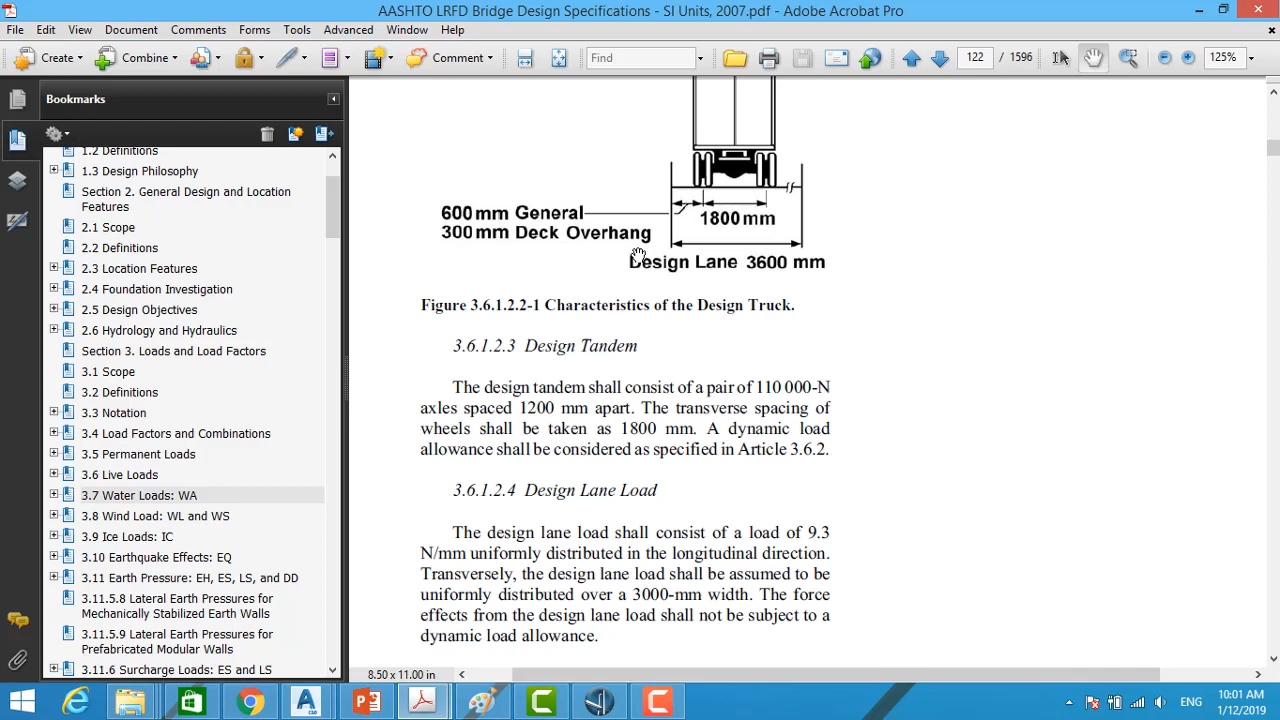 AASHTO LRFD Bridge Design Specifications - SI Units, 2007.pdf - Adobe Acrobat Pro
File Edit View Document Comments Forms Tools Advanced Window Help
Create Combine Comment Find 122 / 1596 125%
Bookmarks
1.2 Definitions
1.3 Design Philosophy
Section 2. General Design and Location
Features
2.1 Scope
2.2 Definitions
2.3 Location Features
2.4 Foundation Investigation
2.5 Design Objectives
2.6 Hydrology and Hydraulics
Section 3. Loads and Load Factors
3.1 Scope
3.2 Definitions
3.3 Notation
3.4 Load Factors and Combinations
3.5 Permanent Loads
3.6 Live Loads
3.7 Water Loads: WA
3.8 Wind Load: WL and WS
3.9 Ice Loads: IC
3.10 Earthquake Effects: EQ
3.11 Earth Pressure: EH, ES, LS, and DD
3.11.5.8 Lateral Earth Pressures for
Mechanically Stabilized Earth Walls
3.11.5.9 Lateral Earth Pressures for
Prefabricated Modular Walls
3.11.6 Surcharge Loads: ES and LS
600 mm General
300 mm Deck Overhang
1800 mm
Design Lane 3600 mm
Figure 3.6.1.2.2-1 Characteristics of the Design Truck.
3.6.1.2.3 Design Tandem
The design tandem shall consist of a pair of 110 000-N
axles spaced 1200 mm apart. The transverse spacing of
wheels shall be taken as 1800 mm. A dynamic load
allowance shall be considered as specified in Article 3.6.2.
3.6.1.2.4 Design Lane Load
The design lane load shall consist of a load of 9.3
N/mm uniformly distributed in the longitudinal direction.
Transversely, the design lane load shall be assumed to be
uniformly distributed over a 3000-mm width. The force
effects from the design lane load shall not be subject to a
dynamic load allowance.
8.50 x 11.00 in
ENG
10:01 AM
1/12/2019